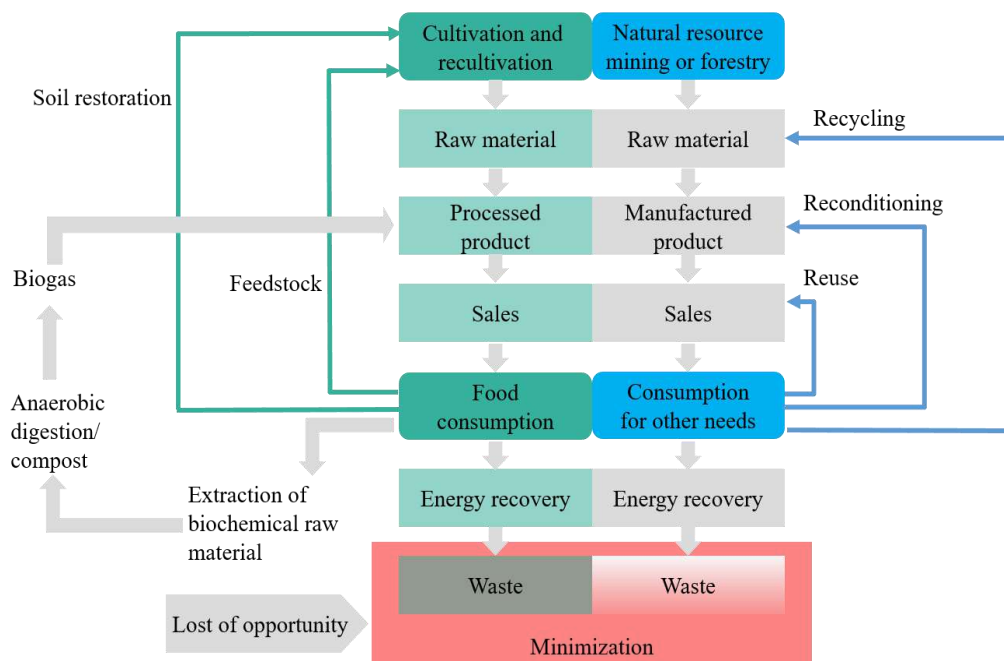 Cultivation and
recultivation
Natural resource
mining or forestry
Soil restoration
Recycling
Raw material
Raw material
Processed
product
Manufactured
product
Reconditioning
Biogas
Feedstock
Reuse
Sales
Sales
Food
consumption
Consumption
for other needs
Anaerobic
digestion/
compost
Extraction of
biochemical raw
material
Energy recovery
Energy recovery
Waste
Waste
Lost of opportunity
Minimization